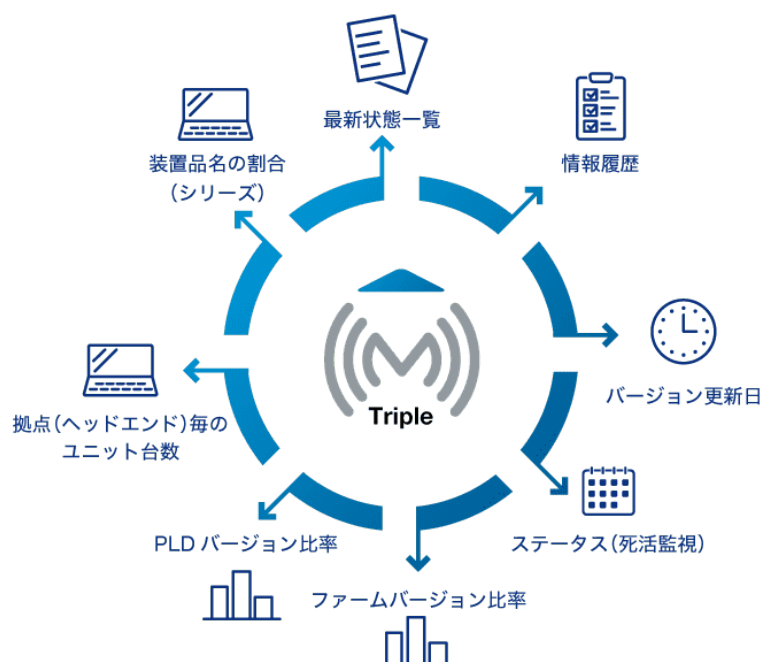 最新状態一覧
情報履歴
バージョン更新日
ステータス(死活監視)
ファームバージョン比率
PLD バージョン比率
拠点(ヘッドエンド)毎の
ユニット台数
装置品名の割合
(シリーズ)
Triple